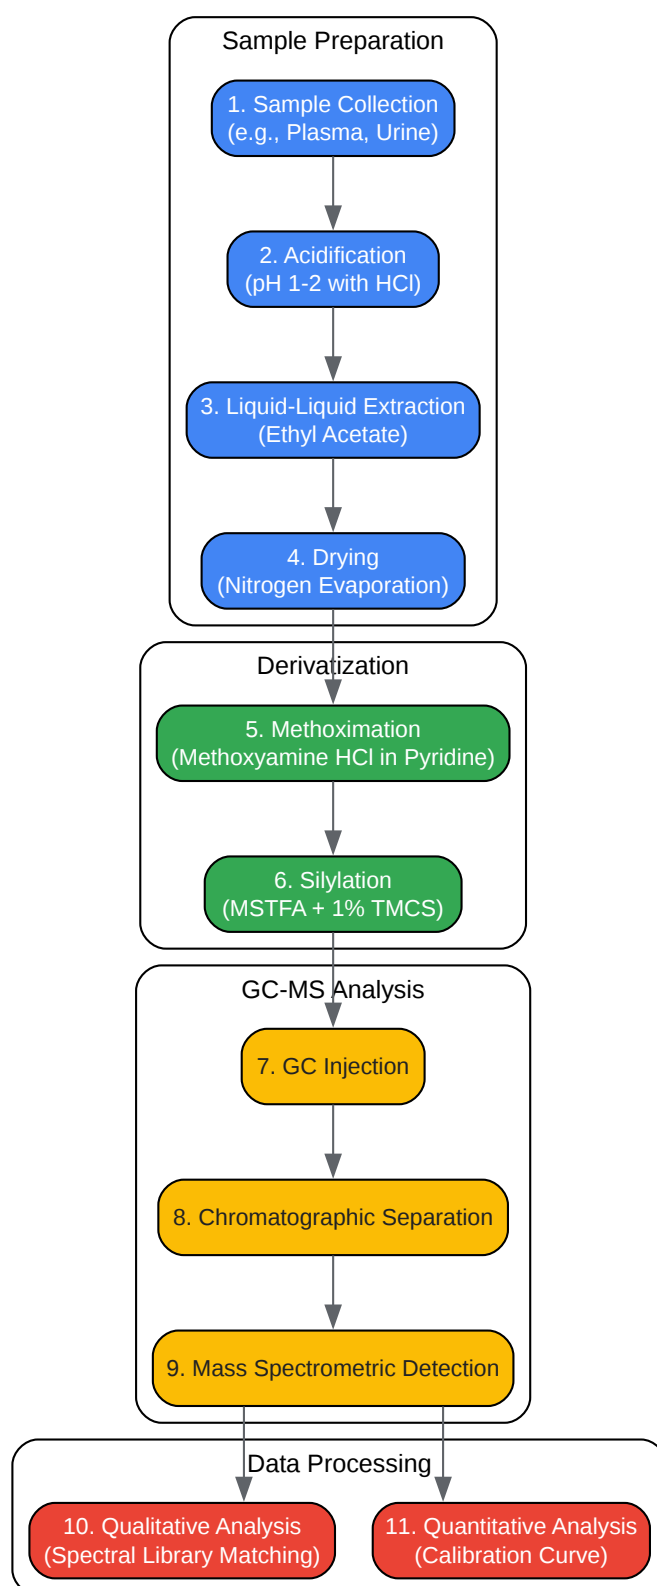 Sample Preparation
1. Sample Collection
(e.g., Plasma, Urine)
2. Acidification
(pH 1-2 with HCl)
3. Liquid-Liquid Extraction
(Ethyl Acetate)
4. Drying
(Nitrogen Evaporation)
Derivatization
5. Methoximation
(Methoxyamine HCl in Pyridine)
6. Silylation
(MSTFA + 1% TMCS)
GC-MS Analysis
7. GC Injection
8. Chromatographic Separation
9. Mass Spectrometric Detection
Data Processing
10. Qualitative Analysis
(Spectral Library Matching)
11. Quantitative Analysis
(Calibration Curve)